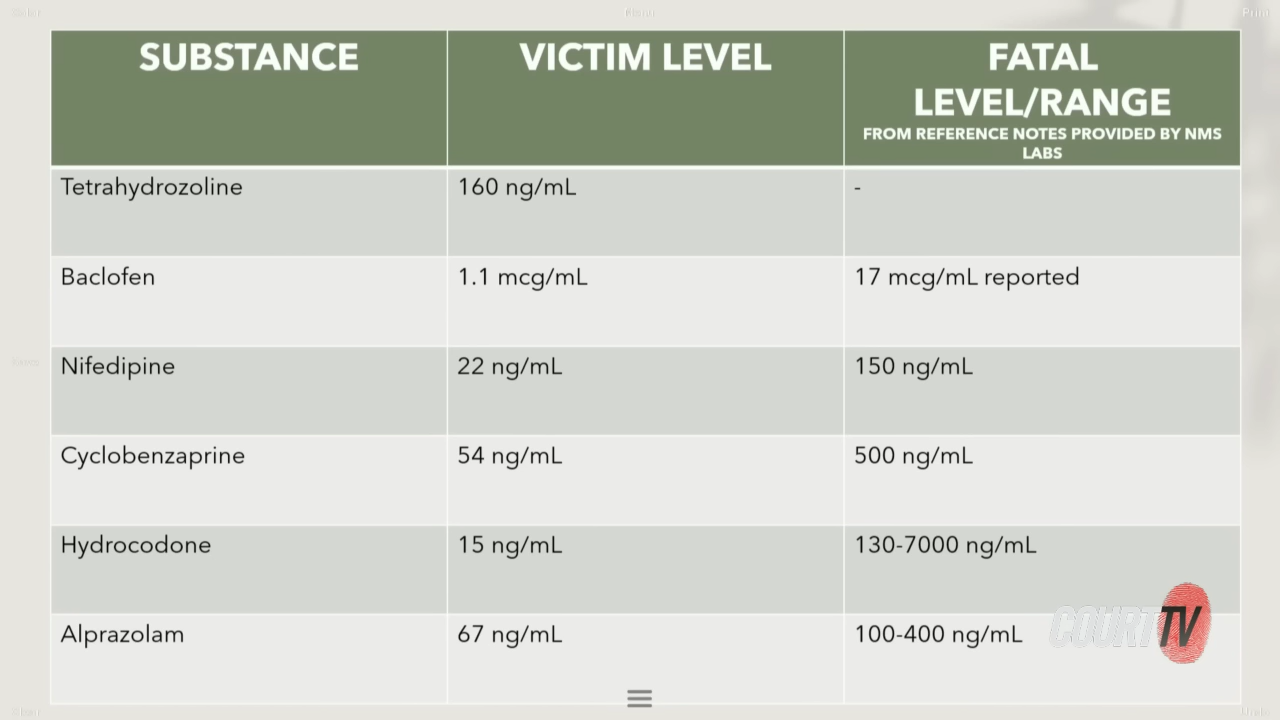 Print
SUBSTANCE
VICTIM LEVEL
FATAL
LEVEL/RANGE
FROM REFERENCE NOTES PROVIDED BY NMS
LABS
Tetrahydrozoline
160 ng/mL
-
Baclofen
1.1 mcg/mL
17 mcg/mL reported
Nifedipine
22 ng/mL
150 ng/mL
Cyclobenzaprine
54 ng/mL
500 ng/mL
Hydrocodone
15 ng/mL
130-7000 ng/mL
Alprazolam
67 ng/mL
100-400 ng/mL
COURT TV